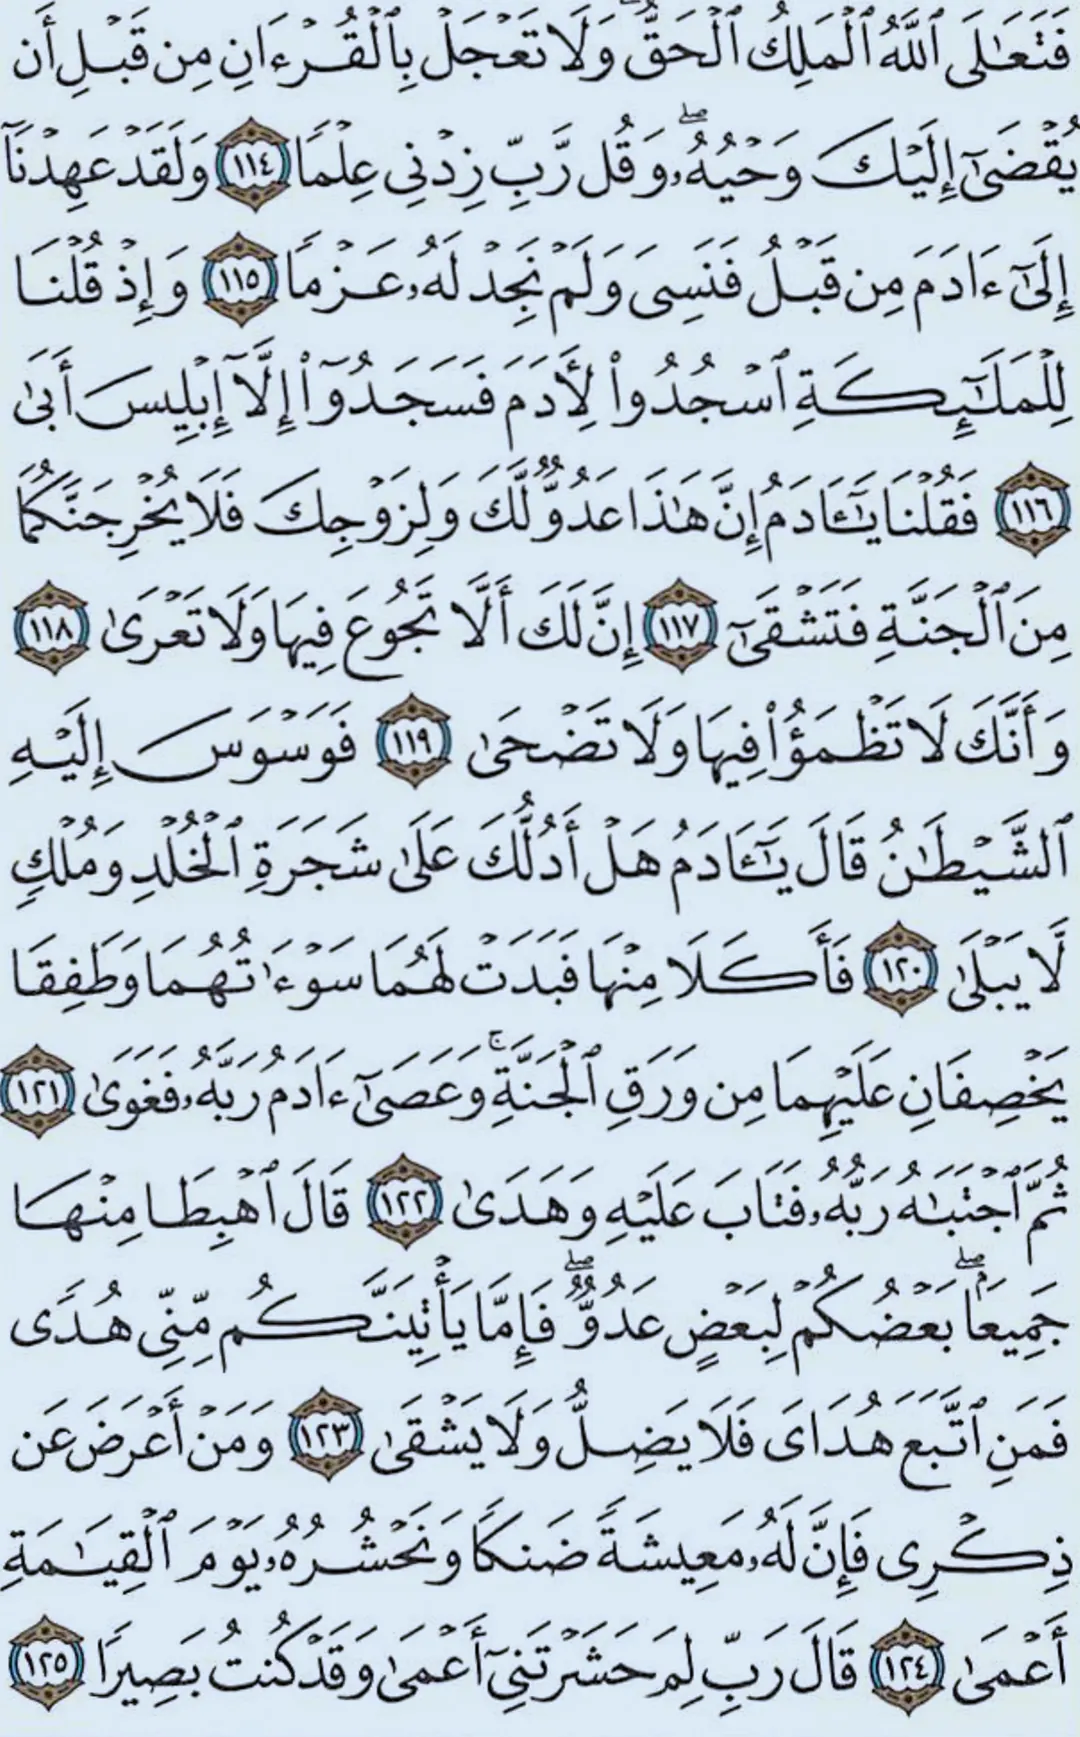 فَتَعَٰلَى ٱللَّهُ ٱلْمَلِكُ ٱلْحَقُّ ۗ وَلَا تَعْجَلْ بِٱلْقُرْءَانِ مِن قَبْلِ أَن
يُقْضَىٰٓ إِلَيْكَ وَحْيُهُۥ ۖ وَقُل رَّبِّ زِدْنِى عِلْمًا ١١٤ وَلَقَدْ عَهِدْنَآ
إِلَىٰٓ ءَادَمَ مِن قَبْلُ فَنَسِىَ وَلَمْ نَجِدْ لَهُۥ عَزْمًا ١١٥ وَإِذْ قُلْنَا
لِلْمَلَٰٓئِكَةِ ٱسْجُدُوا۟ لِأَدَمَ فَسَجَدُوٓا۟ إِلَّآ إِبْلِيسَ أَبَىٰ
١١٦ فَقُلْنَا يَٰٓـَٔادَمُ إِنَّ هَٰذَا عَدُوٌّ لَّكَ وَلِزَوْجِكَ فَلَا يُخْرِجَنَّكُمَا
مِنَ ٱلْجَنَّةِ فَتَشْقَىٰٓ ١١٧ إِنَّ لَكَ أَلَّا تَجُوعَ فِيهَا وَلَا تَعْرَىٰ ١١٨
وَأَنَّكَ لَا تَظْمَؤُا۟ فِيهَا وَلَا تَضْحَىٰ ١١٩ فَوَسْوَسَ إِلَيْهِ
ٱلشَّيْطَٰنُ قَالَ يَٰٓـَٔادَمُ هَلْ أَدُلُّكَ عَلَىٰ شَجَرَةِ ٱلْخُلْدِ وَمُلْكٍ
لَّا يَبْلَىٰ ١٢٠ فَأَكَلَا مِنْهَا فَبَدَتْ لَهُمَا سَوْءَٰتُهُمَا وَطَفِقَا
يَخْصِفَانِ عَلَيْهِمَا مِن وَرَقِ ٱلْجَنَّةِ ۚ وَعَصَىٰٓ ءَادَمُ رَبَّهُۥ فَغَوَىٰ ١٢١
ثُمَّ ٱجْتَبَٰهُ رَبُّهُۥ فَتَابَ عَلَيْهِ وَهَدَىٰ ١٢٢ قَالَ ٱهْبِطَا مِنْهَا
جَمِيعًۢا ۖ بَعْضُكُمْ لِبَعْضٍ عَدُوٌّ ۖ فَإِمَّا يَأْتِيَنَّكُم مِّنِّى هُدًى
فَمَنِ ٱتَّبَعَ هُدَاىَ فَلَا يَضِلُّ وَلَا يَشْقَىٰ ١٢٣ وَمَنْ أَعْرَضَ عَن
ذِكْرِى فَإِنَّ لَهُۥ مَعِيشَةً ضَنكًا وَنَحْشُرُهُۥ يَوْمَ ٱلْقِيَٰمَةِ
أَعْمَىٰ ١٢٤ قَالَ رَبِّ لِمَ حَشَرْتَنِىٓ أَعْمَىٰ وَقَدْ كُنتُ بَصِيرًا ١٢٥